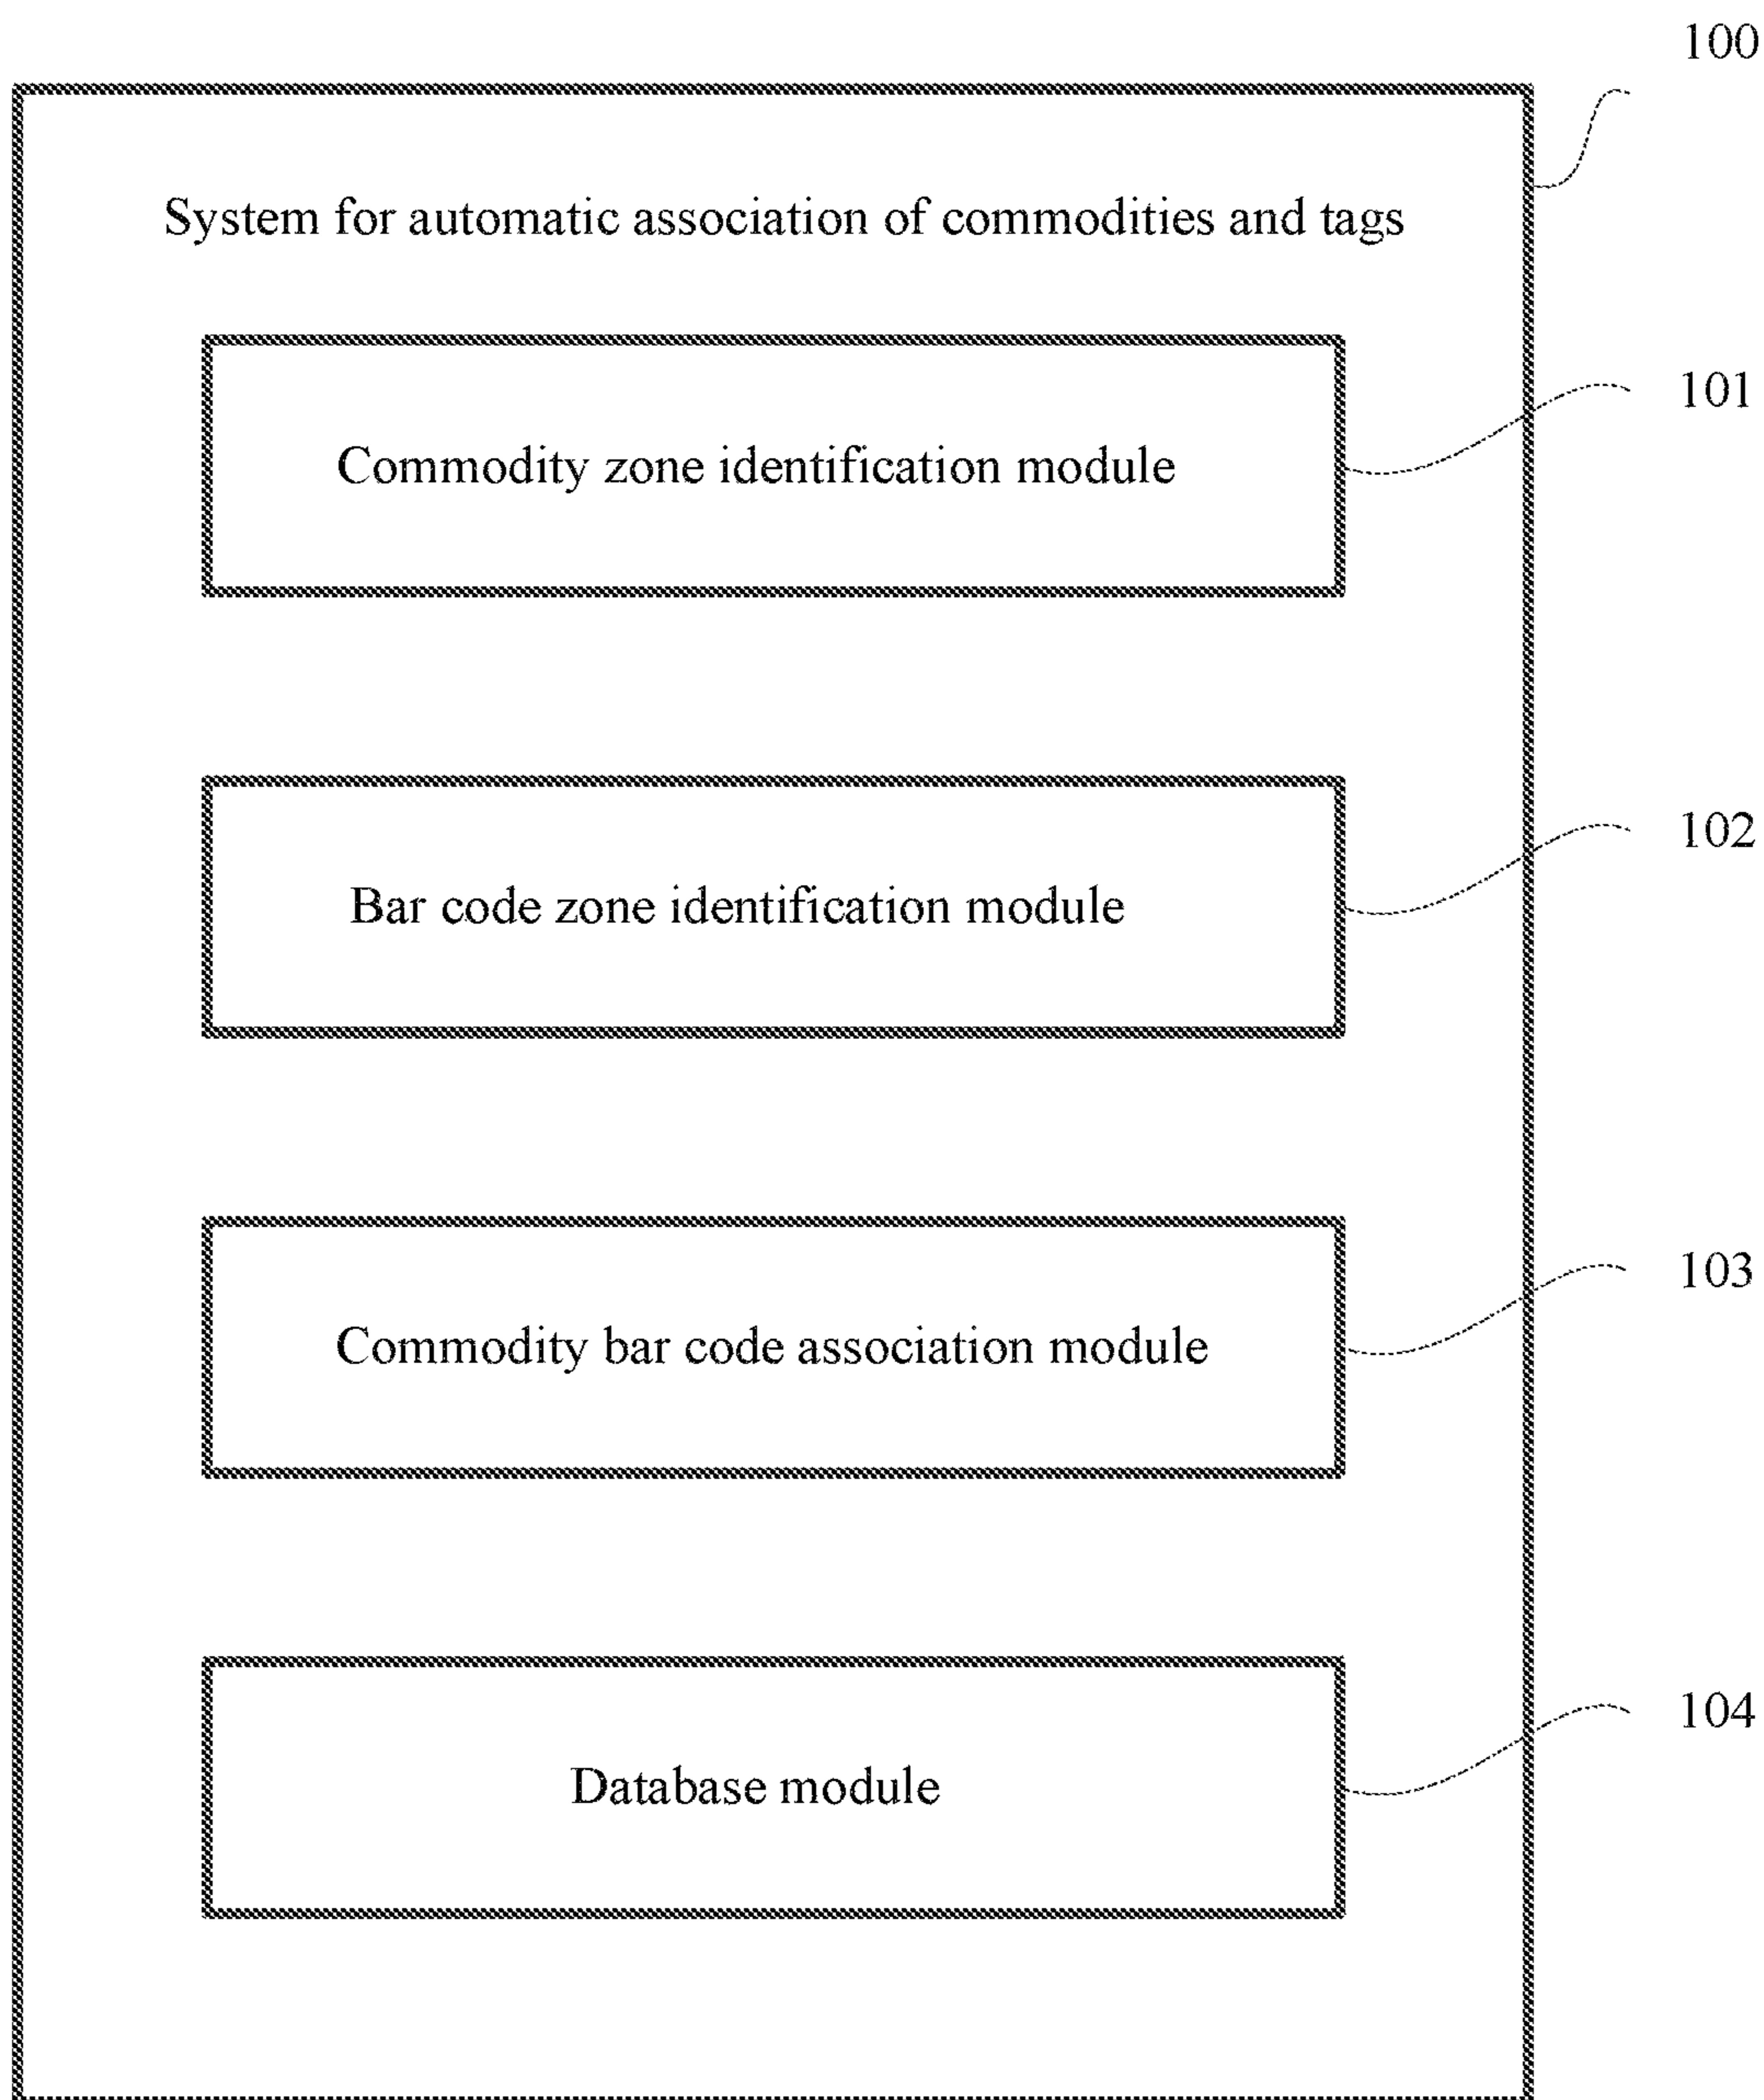 100
System for automatic association of commodities and tags
101
Commodity zone identification module
102
Bar code zone identification module
103
Commodity bar code association module
104
Database module